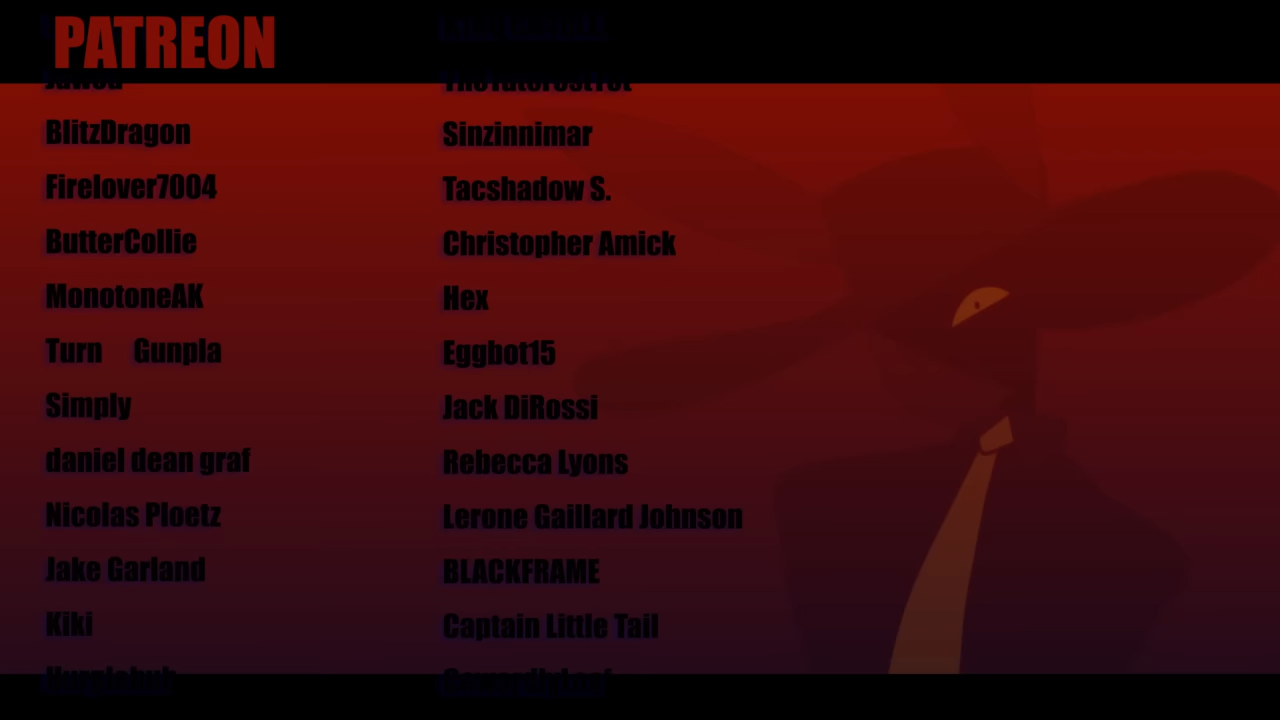 PATREON
BlitzDragon
Firelover7004
ButterCollie
MonotoneAK
Turn Gunpla
Simply
daniel dean graf
Nicolas Ploetz
Jake Garland
Kiki
Sinzinnimar
Tacshadow S.
Christopher Amick
Hex
Eggbot15
Jack DiRossi
Rebecca Lyons
Lerone Gaillard Johnson
BLACKFRAME
Captain Little Tail